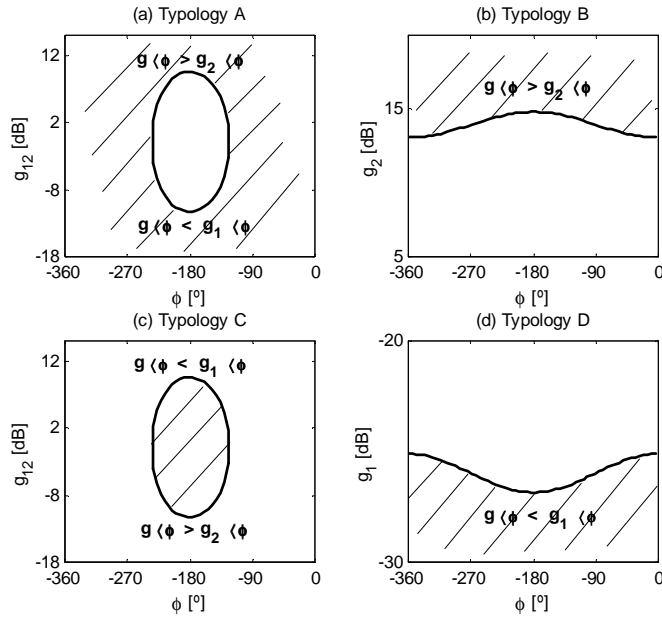 (a) Typology A
g ⟨ϕ > g₂ ⟨ϕ
g ⟨ϕ < g₁ ⟨ϕ
12
2
-8
-18
g₁₂ [dB]
-360 -270 -180 -90 0
ϕ [º]
(b) Typology B
g ⟨ϕ > g₂ ⟨ϕ
15
5
g₂ [dB]
-360 -270 -180 -90 0
ϕ [º]
(c) Typology C
g ⟨ϕ < g₁ ⟨ϕ
g ⟨ϕ > g₂ ⟨ϕ
12
2
-8
-18
g₁₂ [dB]
-360 -270 -180 -90 0
ϕ [º]
(d) Typology D
g ⟨ϕ < g₁ ⟨ϕ
-20
-30
g₁ [dB]
-360 -270 -180 -90 0
ϕ [º]